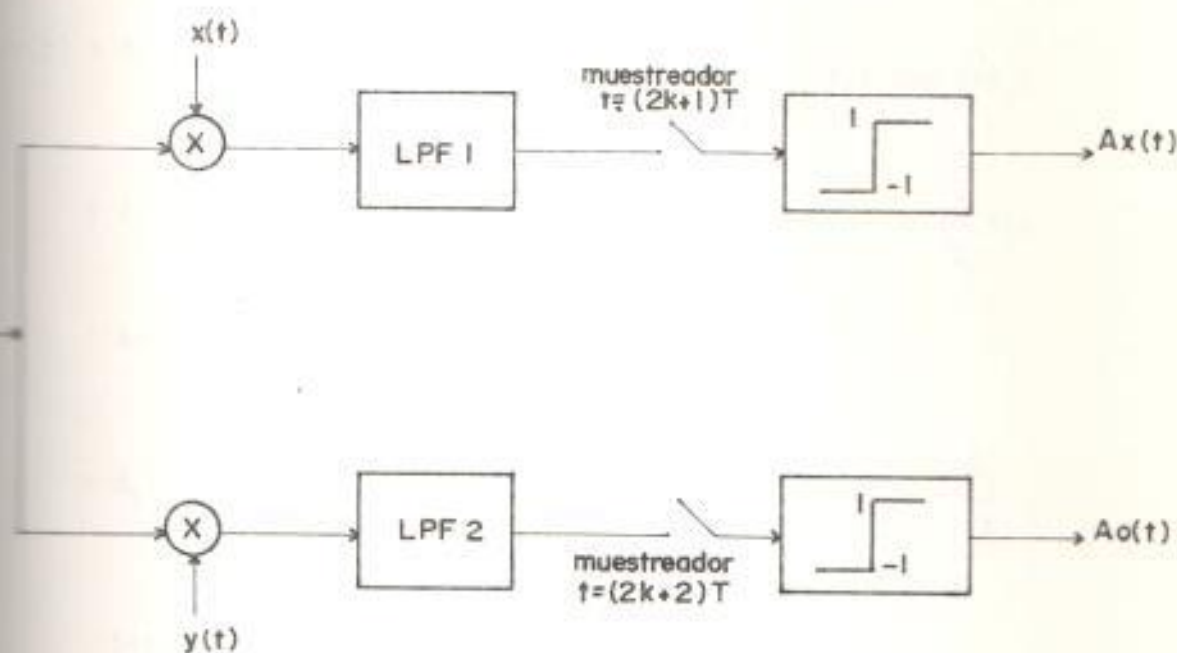 x(t)
muestreador
t=(2k+1)T
X
LPF 1
1
-1
Ax(t)
X
LPF 2
muestreador
t=(2k+2)T
1
-1
Ao(t)
y(t)